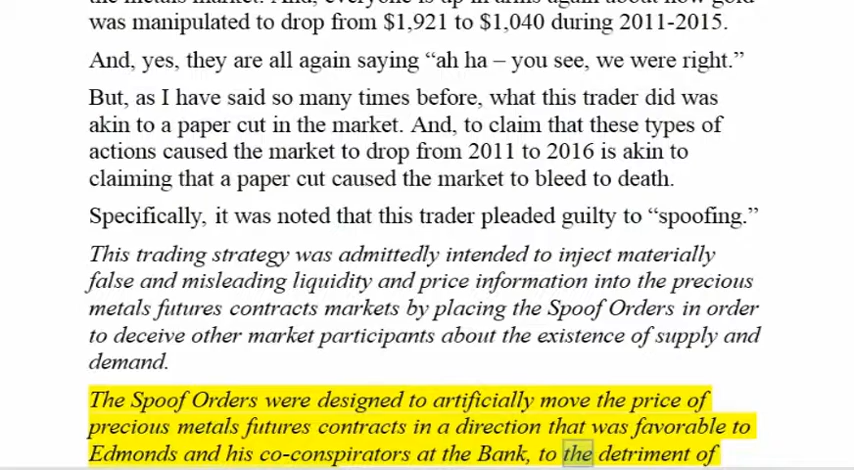 was manipulated to drop from $1,921 to $1,040 during 2011-2015.
And, yes, they are all again saying “ah ha – you see, we were right.”
But, as I have said so many times before, what this trader did was
akin to a paper cut in the market. And, to claim that these types of
actions caused the market to drop from 2011 to 2016 is akin to
claiming that a paper cut caused the market to bleed to death.
Specifically, it was noted that this trader pleaded guilty to “spoofing.”
This trading strategy was admittedly intended to inject materially
false and misleading liquidity and price information into the precious
metals futures contracts markets by placing the Spoof Orders in order
to deceive other market participants about the existence of supply and
demand.
The Spoof Orders were designed to artificially move the price of
precious metals futures contracts in a direction that was favorable to
Edmonds and his co-conspirators at the Bank, to the detriment of